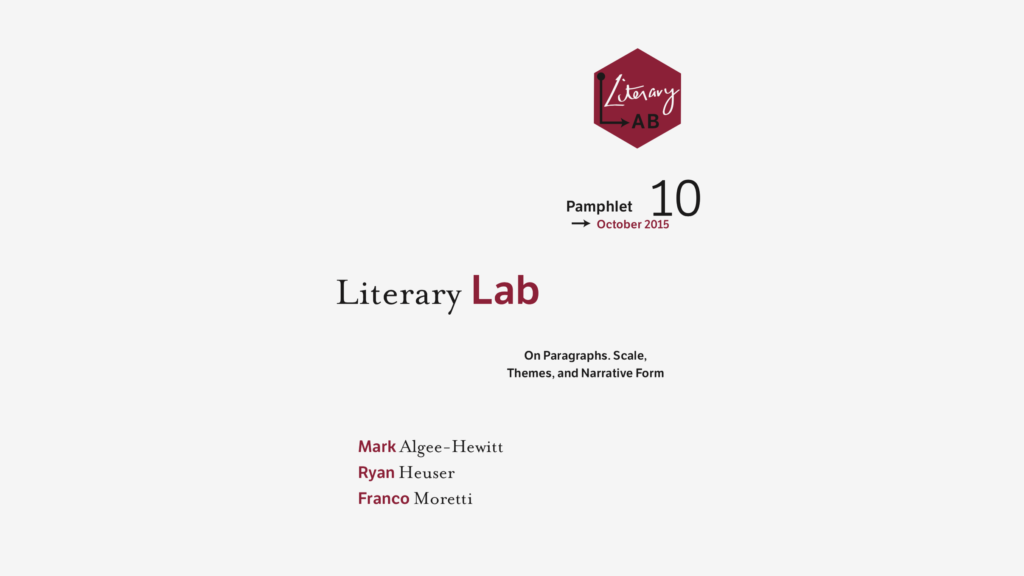 Literary
AB
Pamphlet 10
October 2015
Literary Lab
On Paragraphs. Scale,
Themes, and Narrative Form
Mark Algee-Hewitt
Ryan Heuser
Franco Moretti